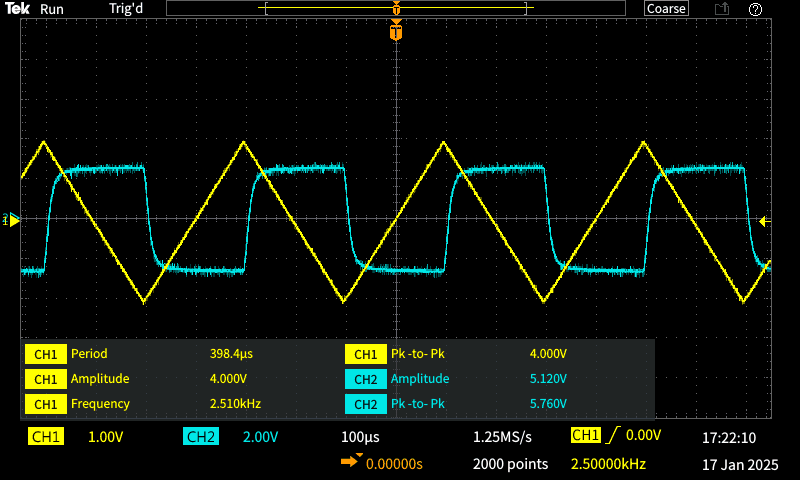 Tek Run Trig'd T Coarse ?
T
2
1
CH1 Period 398.4µs CH1 Pk -to- Pk 4.000V
CH1 Amplitude 4.000V CH2 Amplitude 5.120V
CH1 Frequency 2.510kHz CH2 Pk -to- Pk 5.760V
CH1 1.00V CH2 2.00V 100µs 1.25MS/s CH1 0.00V 17:22:10
0.00000s 2000 points 2.50000kHz 17 Jan 2025